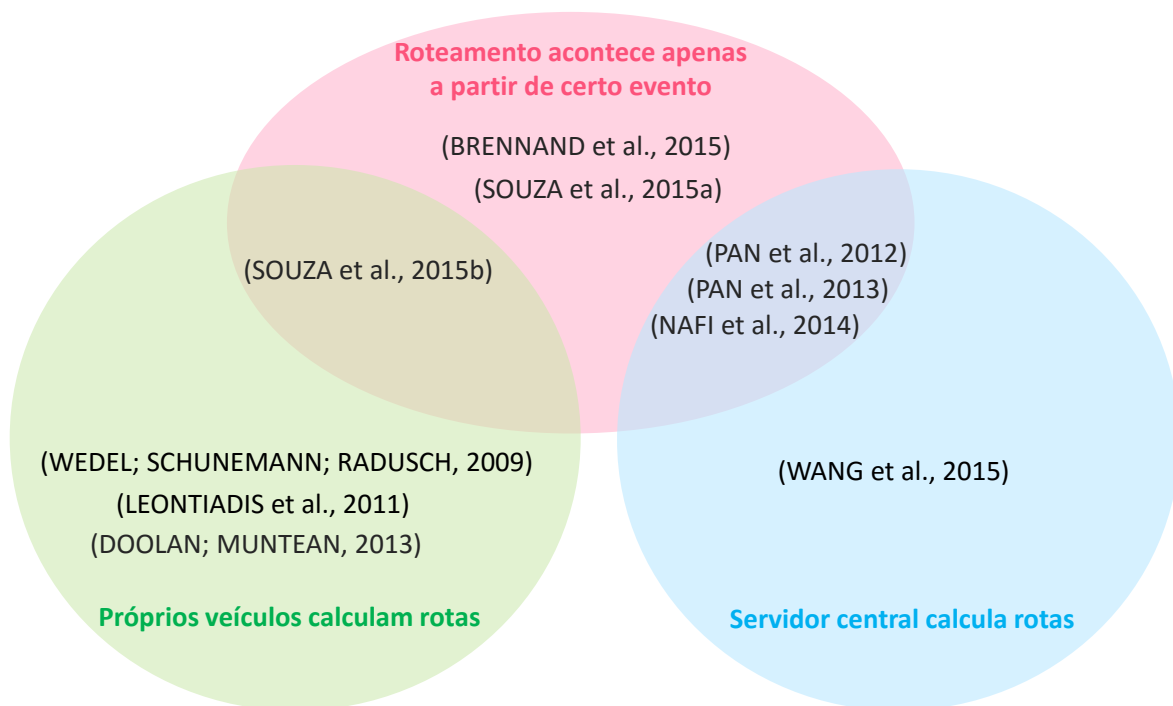 Roteamento acontece apenas
a partir de certo evento
(BRENNAND et al., 2015)
(SOUZA et al., 2015a)
(SOUZA et al., 2015b)
(PAN et al., 2012)
(PAN et al., 2013)
(NAFI et al., 2014)
(WEDEL; SCHUNEMANN; RADUSCH, 2009)
(LEONTIADIS et al., 2011)
(DOOLAN; MUNTEAN, 2013)
(WANG et al., 2015)
Próprios veículos calculam rotas
Servidor central calcula rotas